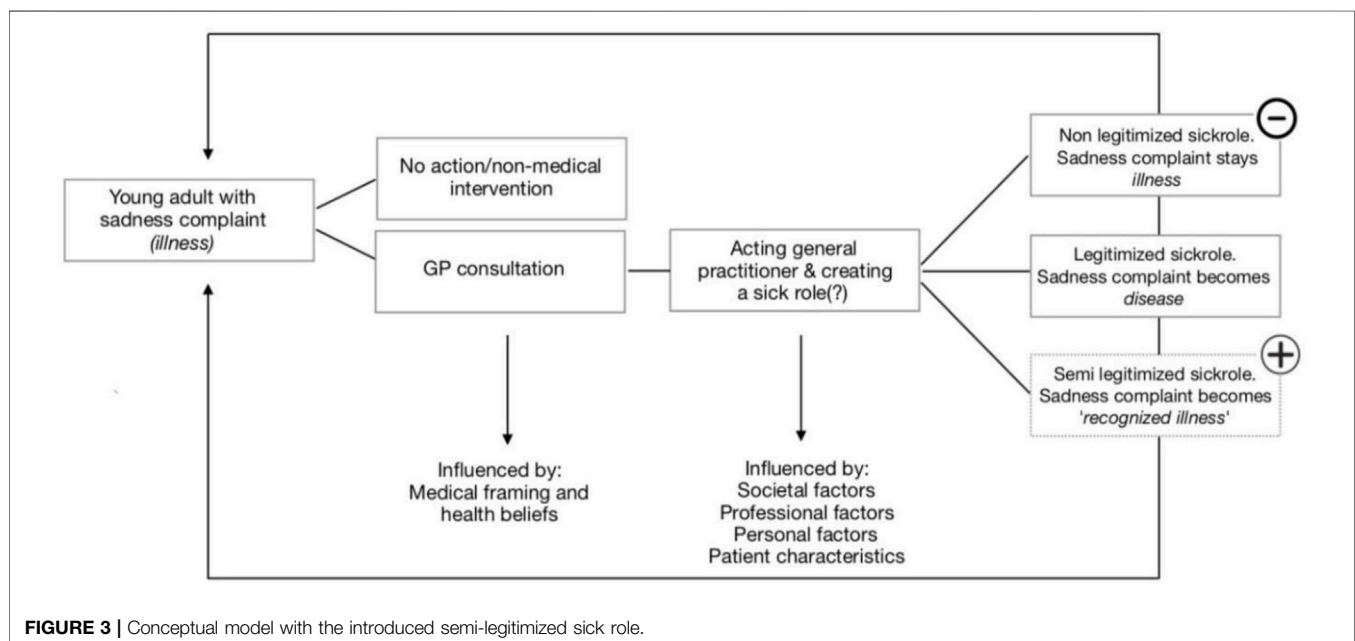 Young adult with
sadness complaint
(illness)
No action/non-medical
intervention
GP consultation
Influenced by:
Medical framing and
health beliefs
Acting general
practitioner & creating
a sick role(?)
Influenced by:
Societal factors
Professional factors
Personal factors
Patient characteristics
Non legitimized sickrole.
Sadness complaint stays
illness
Legitimized sickrole.
Sadness complaint becomes
disease
Semi legitimized sickrole.
Sadness complaint becomes
'recognized illness'
FIGURE 3 | Conceptual model with the introduced semi-legitimized sick role.